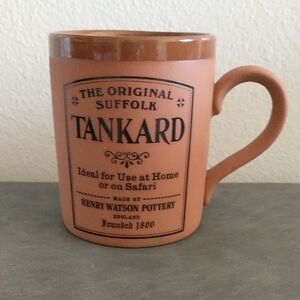 THE ORIGINAL
SUFFOLK
TANKARD
Ideal for Use at Home
or on Safari
MADE BY
HENRY WATSON POTTERY
ENGLAND
Founded 1800